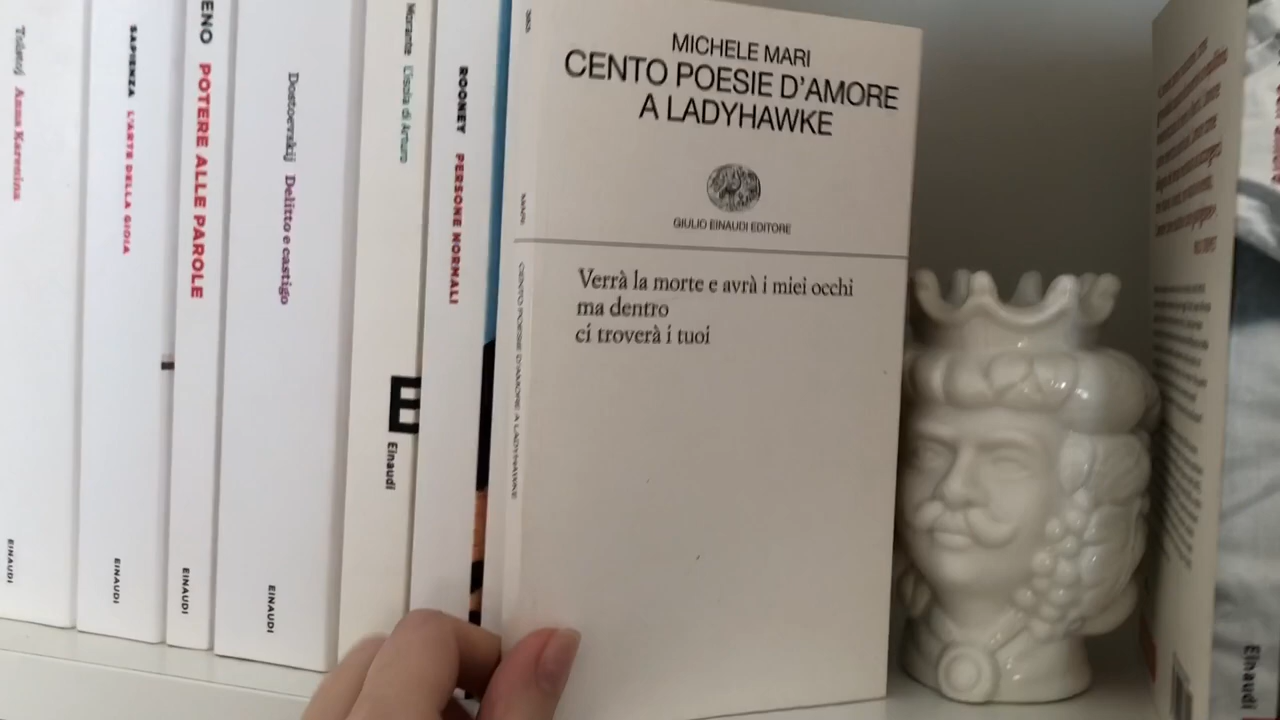 Tolstoj Anna Karenina
EINAUDI
SAPIENZA L'ARTE DELLA GIOIA
EINAUDI
ENO POTERE ALLE PAROLE
EINAUDI
Dostoevskij Delitto e castigo
EINAUDI
Morante L'isola di Arturo
E
Einaudi
ROONEY PERSONE NORMALI
CENTO POESIE D'AMORE A LADYHAWKE
MICHELE MARI
CENTO POESIE D'AMORE
A LADYHAWKE
GIULIO EINAUDI EDITORE
Verrà la morte e avrà i miei occhi
ma dentro
ci troverà i tuoi
Einaudi